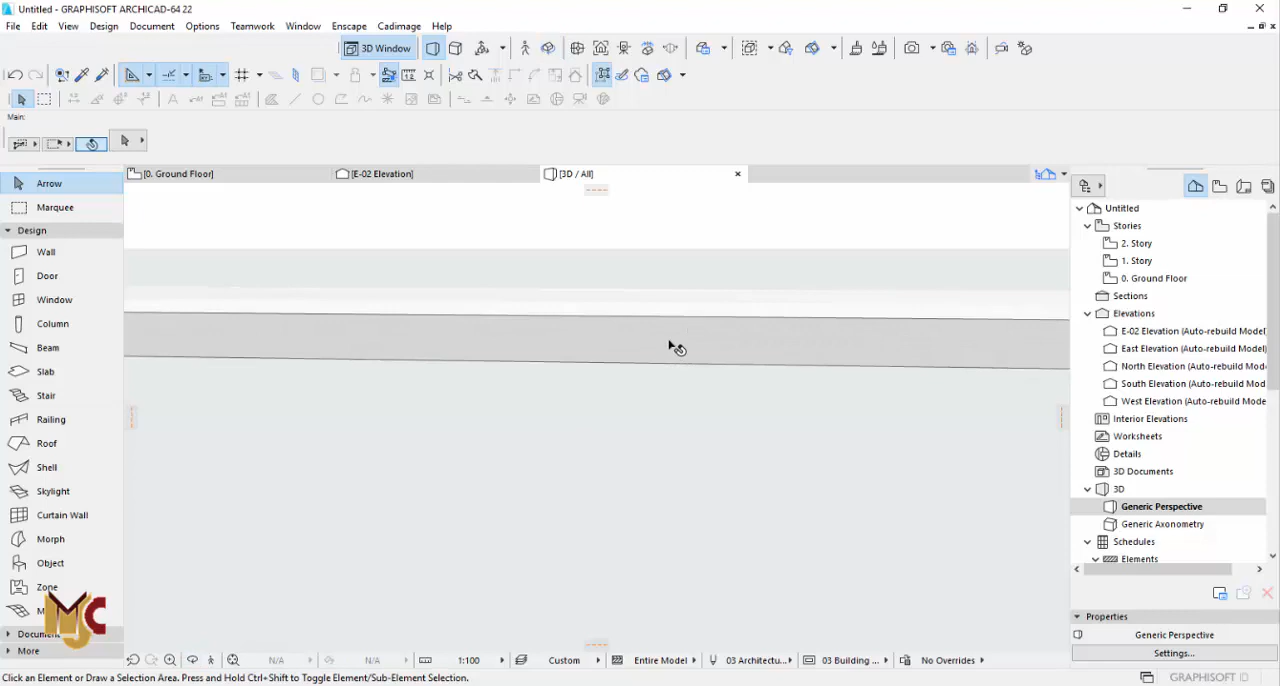 Untitled - GRAPHISOFT ARCHICAD-64 22
File Edit View Design Document Options Teamwork Window Enscape Cadimage Help
3D Window
Main:
[0. Ground Floor]
[E-02 Elevation]
[3D / All]
Arrow
Marquee
Design
Wall
Door
Window
Column
Beam
Slab
Stair
Railing
Roof
Shell
Skylight
Curtain Wall
Morph
Object
Zone
M
Docum
More
MJC
Untitled
Stories
2. Story
1. Story
0. Ground Floor
Sections
Elevations
E-02 Elevation (Auto-rebuild Model)
East Elevation (Auto-rebuild Model)
North Elevation (Auto-rebuild Mod
South Elevation (Auto-rebuild Mod
West Elevation (Auto-rebuild Mode
Interior Elevations
Worksheets
Details
3D Documents
3D
Generic Perspective
Generic Axonometry
Schedules
Elements
Properties
Generic Perspective
Settings...
N/A
N/A
1:100
Custom
Entire Model
03 Architectu...
03 Building ...
No Overrides
Click an Element or Draw a Selection Area. Press and Hold Ctrl+Shift to Toggle Element/Sub-Element Selection.
GRAPHISOFT ID